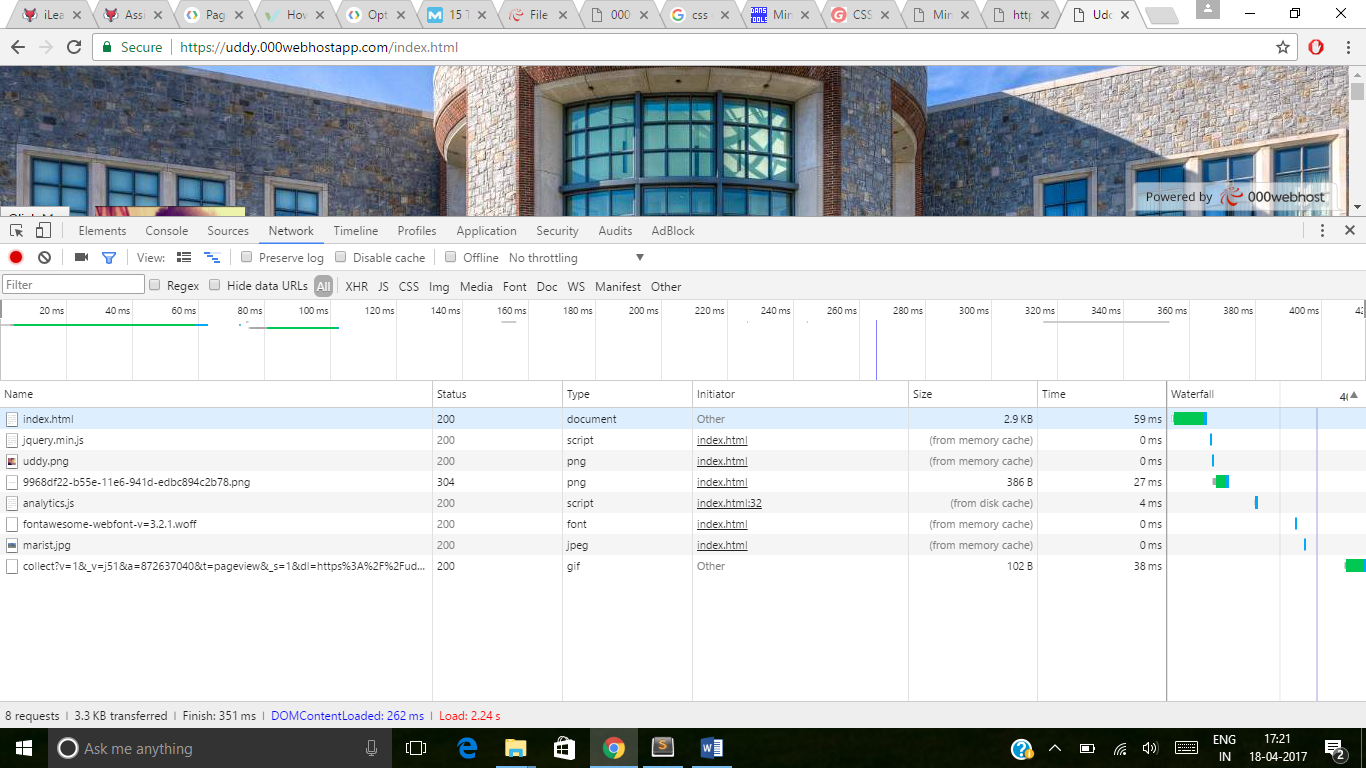 iLea Assi Pag How Opt 15 T File 000 css Min CSS Min http Udd
Secure https://uddy.000webhostapp.com/index.html
Powered by 000webhost
Elements Console Sources Network Timeline Profiles Application Security Audits AdBlock
View: Preserve log Disable cache Offline No throttling
Filter Regex Hide data URLs All XHR JS CSS Img Media Font Doc WS Manifest Other
20 ms 40 ms 60 ms 80 ms 100 ms 120 ms 140 ms 160 ms 180 ms 200 ms 220 ms 240 ms 260 ms 280 ms 300 ms 320 ms 340 ms 360 ms 380 ms 400 ms
Name Status Type Initiator Size Time Waterfall
index.html 200 document Other 2.9 KB 59 ms
jquery.min.js 200 script index.html (from memory cache) 0 ms
uddy.png 200 png index.html (from memory cache) 0 ms
9968df22-b55e-11e6-941d-edbc894c2b78.png 304 png index.html 386 B 27 ms
analytics.js 200 script index.html:32 (from disk cache) 4 ms
fontawesome-webfont-v=3.2.1.woff 200 font index.html (from memory cache) 0 ms
marist.jpg 200 jpeg index.html (from memory cache) 0 ms
collect?v=1&_v=j51&a=872637040&t=pageview&_s=1&dl=https%3A%2F%2Fud... 200 gif Other 102 B 38 ms
8 requests | 3.3 KB transferred | Finish: 351 ms | DOMContentLoaded: 262 ms | Load: 2.24 s
Ask me anything ENG 17:21
IN 18-04-2017 2